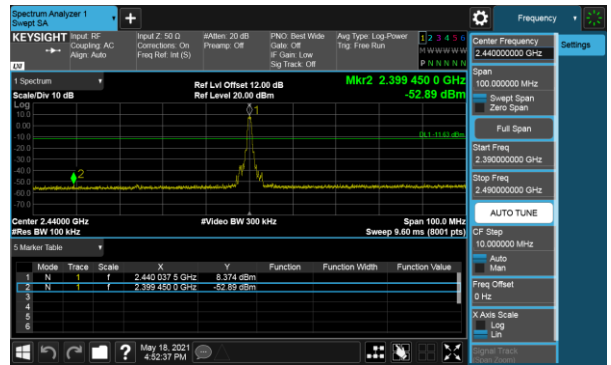 Spectrum Analyzer 1
Swept SA
+
Frequency
KEYSIGHT
Input: RF
Coupling: AC
Align: Auto
Input Z: 50 Ω
Corrections: On
Freq Ref: Int (S)
#Atten: 20 dB
Preamp: Off
PNO: Best Wide
Gate: Off
IF Gain: Low
Sig Track: Off
Avg Type: Log-Power
Trig: Free Run
1 2 3 4 5 6
M W W W W W
P N N N N N
LXI
1 Spectrum
Scale/Div 10 dB
Ref Lvl Offset 12.00 dB
Ref Level 20.00 dBm
Mkr2 2.399 450 0 GHz
-52.89 dBm
Log
10.0
0.00
-10.0
-20.0
-30.0
-40.0
-50.0
-60.0
-70.0
1
2
DL1 -11.63 dBm
Center 2.44000 GHz
#Res BW 100 kHz
#Video BW 300 kHz
Span 100.0 MHz
Sweep 9.60 ms (8001 pts)
5 Marker Table
Mode Trace Scale X Y Function Function Width Function Value
1 N 1 f 2.440 037 5 GHz 8.374 dBm
2 N 1 f 2.399 450 0 GHz -52.89 dBm
3
4
5
6
Center Frequency
2.440000000 GHz
Settings
Span
100.000000 MHz
Swept Span
Zero Span
Full Span
Start Freq
2.390000000 GHz
Stop Freq
2.490000000 GHz
AUTO TUNE
CF Step
10.000000 MHz
Auto
Man
Freq Offset
0 Hz
X Axis Scale
Log
Lin
Signal Track
(Span Zoom)
?
May 18, 2021
4:52:37 PM